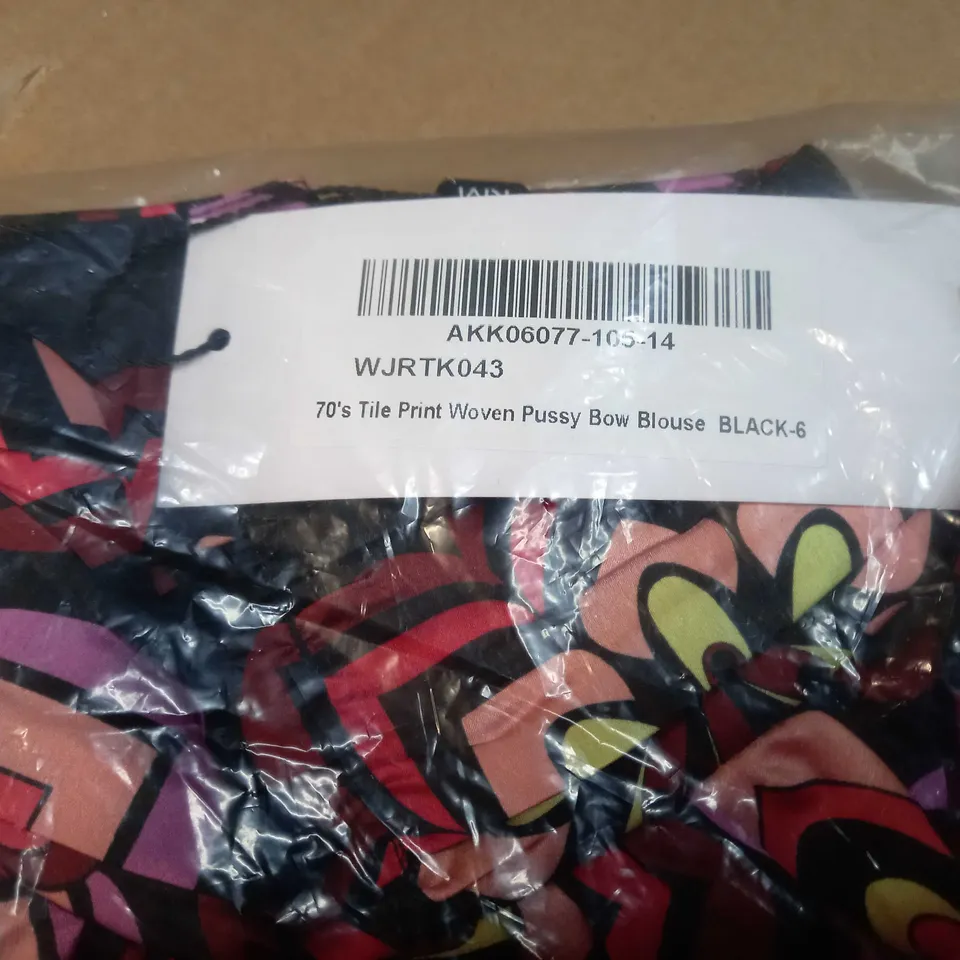 AKK06077-105-14
WJRTK043
70's Tile Print Woven Pussy Bow Blouse BLACK-6